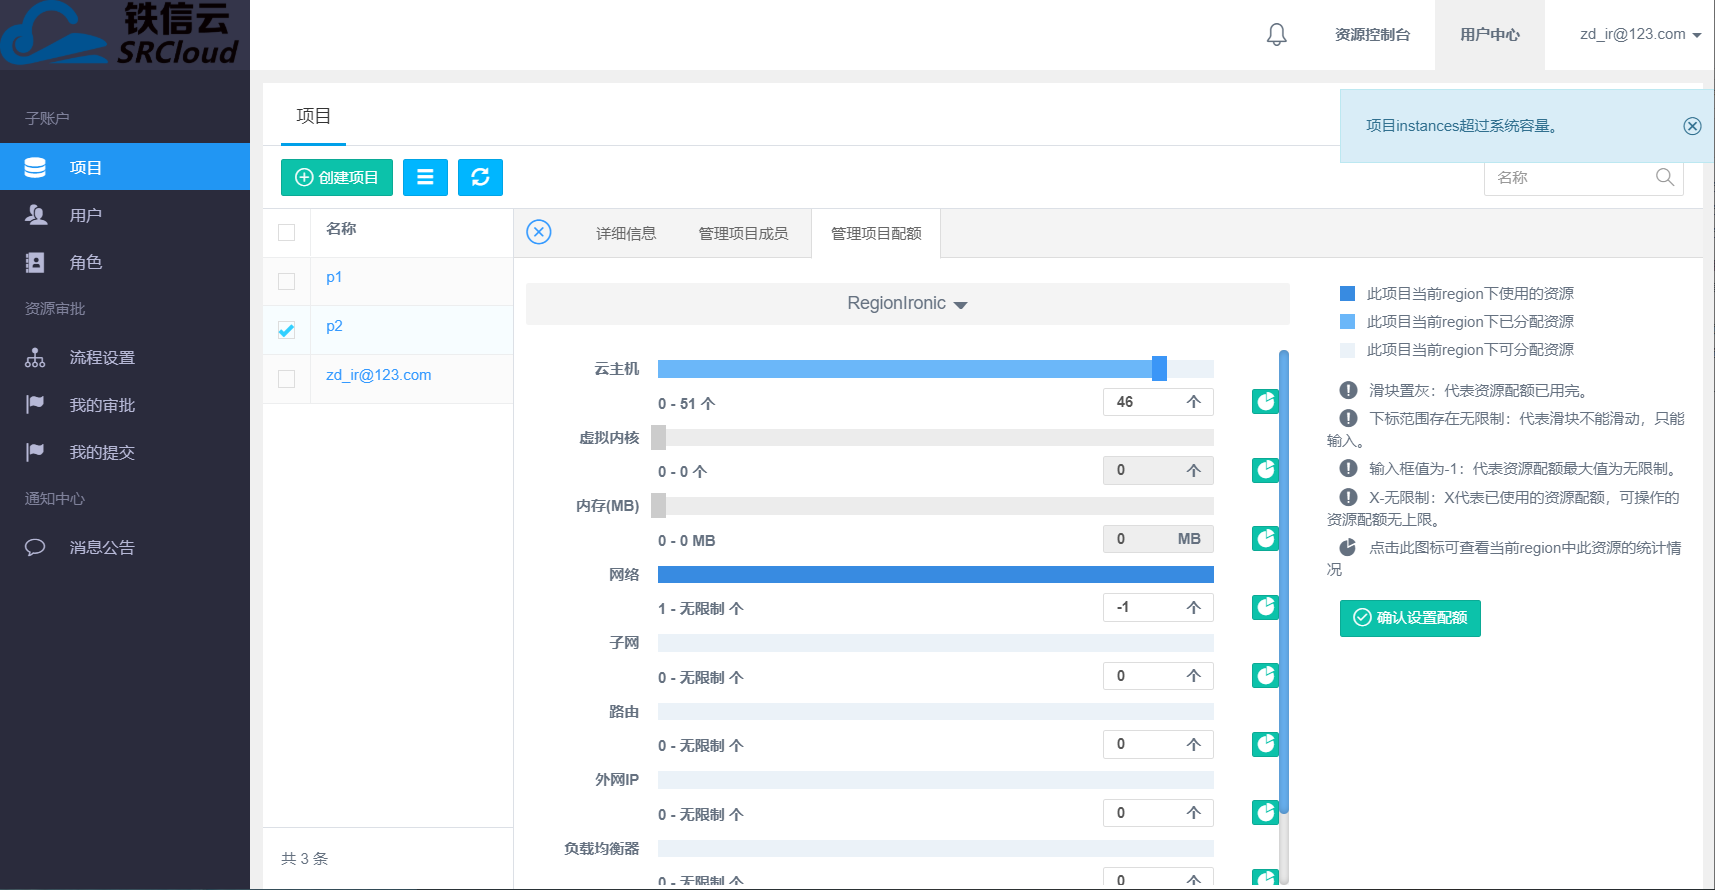 铁信云
SRCloud
资源控制台
用户中心
zd_ir@123.com
子账户
项目
用户
角色
资源审批
流程设置
我的审批
我的提交
通知中心
消息公告
项目
项目instances超过系统容量。
创建项目
名称
名称
p1
p2
zd_ir@123.com
共 3 条
详细信息
管理项目成员
管理项目配额
RegionIronic
云主机
0 - 51 个
46 个
虚拟内核
0 - 0 个
0 个
内存(MB)
0 - 0 MB
0 MB
网络
1 - 无限制 个
-1 个
子网
0 - 无限制 个
0 个
路由
0 - 无限制 个
0 个
外网IP
0 - 无限制 个
0 个
负载均衡器
0 - 无限制 个
0 个
此项目当前region下使用的资源
此项目当前region下已分配资源
此项目当前region下可分配资源
滑块置灰：代表资源配额已用完。
下标范围存在无限制：代表滑块不能滑动，只能
输入。
输入框值为-1：代表资源配额最大值为无限制。
X-无限制：X代表已使用的资源配额，可操作的
资源配额无上限。
点击此图标可查看当前region中此资源的统计情
况
确认设置配额